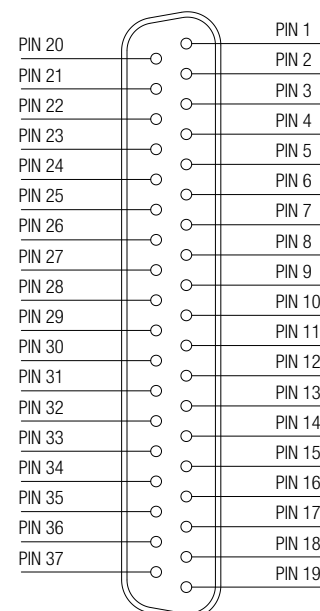 PIN 1
PIN 20
PIN 2
PIN 21
PIN 3
PIN 22
PIN 4
PIN 23
PIN 5
PIN 24
PIN 6
PIN 25
PIN 7
PIN 26
PIN 8
PIN 27
PIN 9
PIN 28
PIN 10
PIN 29
PIN 11
PIN 30
PIN 12
PIN 31
PIN 13
PIN 32
PIN 14
PIN 33
PIN 15
PIN 34
PIN 16
PIN 35
PIN 17
PIN 36
PIN 18
PIN 37
PIN 19